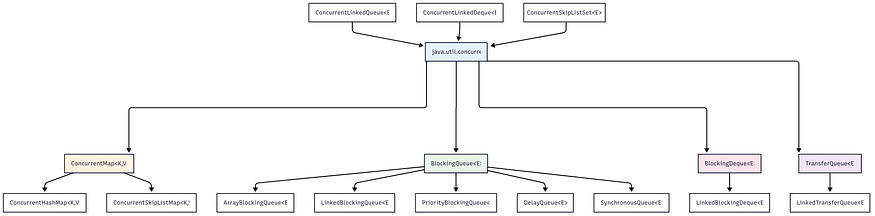 ConcurrentLinkedQueue<E
ConcurrentLinkedDeque<E
ConcurrentSkipListSet<E>
java.util.concurre
ConcurrentMap<K,V
BlockingQueue<E:
BlockingDeque<E:
TransferQueue<E
ConcurrentHashMap<K,V
ConcurrentSkipListMap<K,'
ArrayBlockingQueue<E
LinkedBlockingQueue<E
PriorityBlockingQueue<
DelayQueue<E>
SynchronousQueue<E:
LinkedBlockingDeque<E
LinkedTransferQueue<E